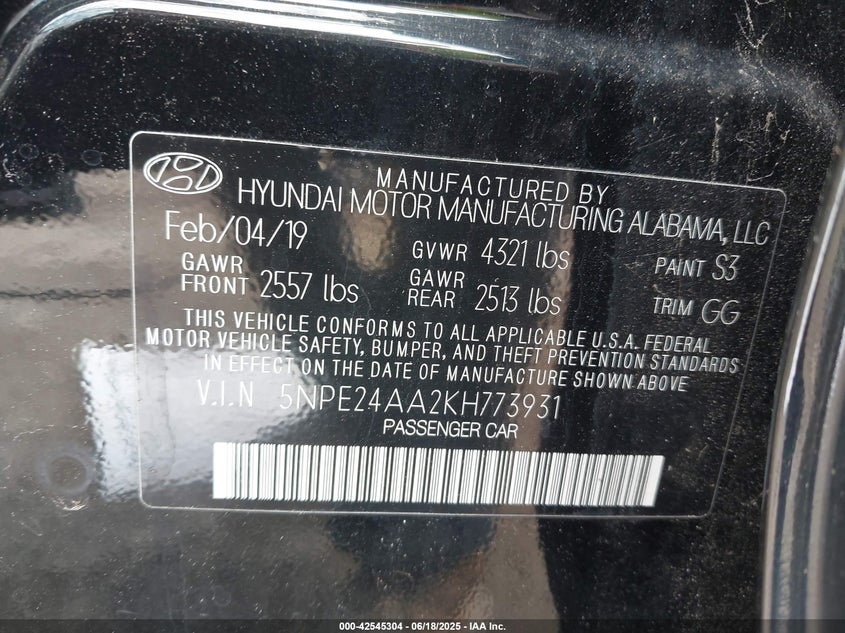 MANUFACTURED BY
HYUNDAI MOTOR MANUFACTURING ALABAMA, LLC
Feb/04/19 GVWR 4321 lbs PAINT S3
GAWR FRONT 2557 lbs GAWR REAR 2513 lbs TRIM GG
THIS VEHICLE CONFORMS TO ALL APPLICABLE U.S.A. FEDERAL
MOTOR VEHICLE SAFETY, BUMPER, AND THEFT PREVENTION STANDARDS
IN EFFECT ON THE DATE OF MANUFACTURE SHOWN ABOVE
V.I.N 5NPE24AA2KH773931
PASSENGER CAR
000-42545304 - 06/18/2025 - IAA Inc.